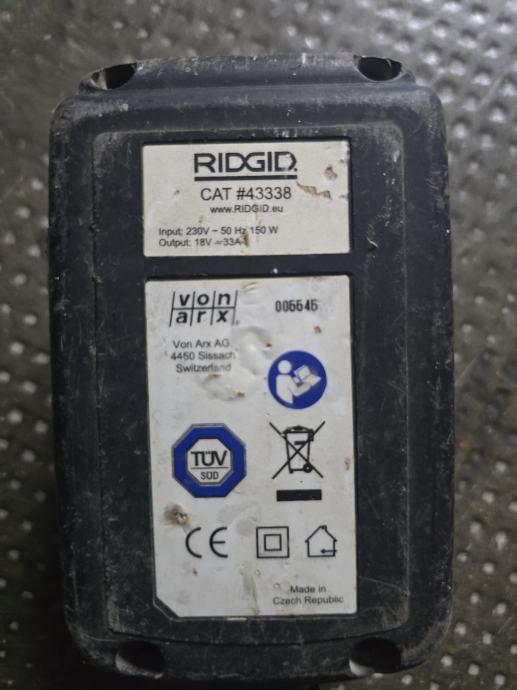 RIDGID
CAT #43338
www.RIDGID.eu
Input: 230V ~ 50 Hz 150 W
Output: 18V ⎓ 33A
von
arx®
005545
Von Arx AG
4450 Sissach
Switzerland
TÜV
SÜD
CE
Made in
Czech Republic